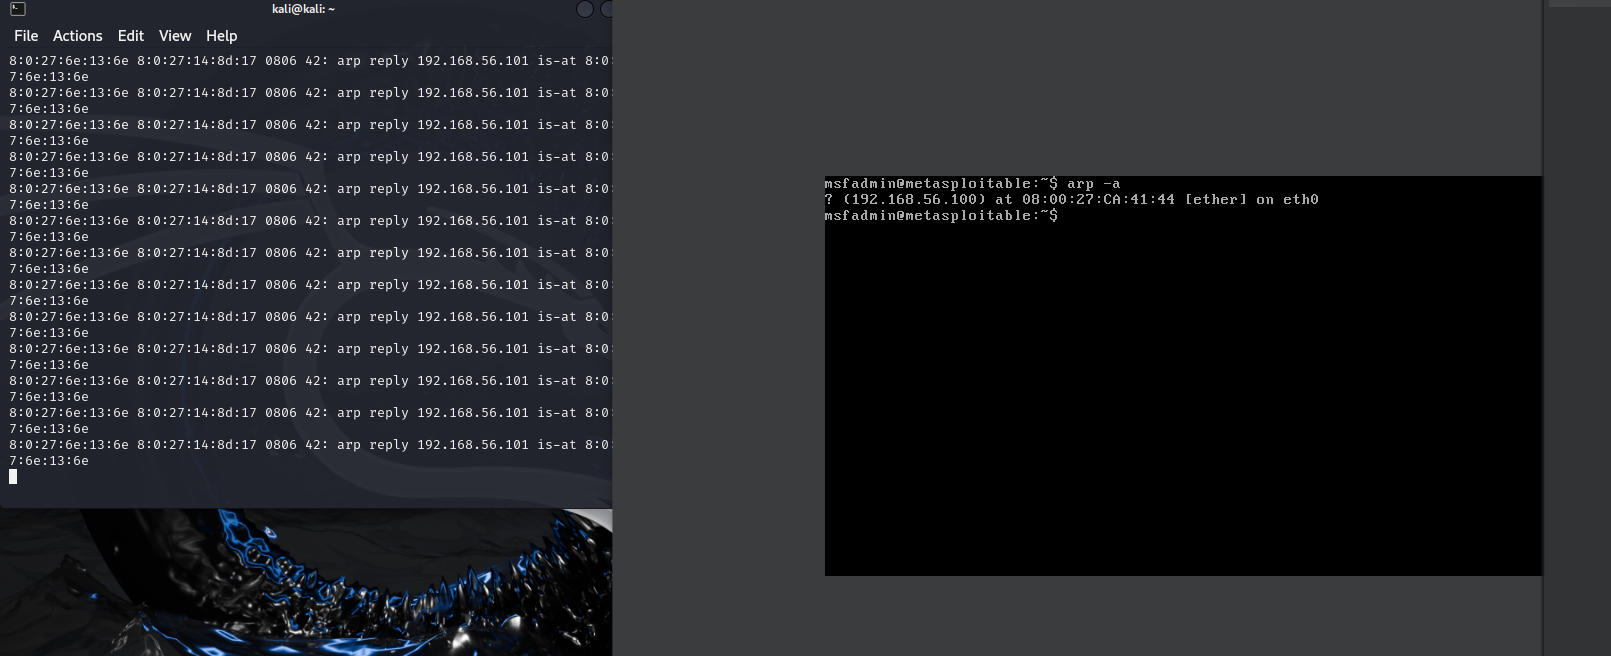 kali@kali: ~
File Actions Edit View Help
8:0:27:6e:13:6e 8:0:27:14:8d:17 0806 42: arp reply 192.168.56.101 is-at 8:0:
7:6e:13:6e
8:0:27:6e:13:6e 8:0:27:14:8d:17 0806 42: arp reply 192.168.56.101 is-at 8:0:
7:6e:13:6e
8:0:27:6e:13:6e 8:0:27:14:8d:17 0806 42: arp reply 192.168.56.101 is-at 8:0:
7:6e:13:6e
8:0:27:6e:13:6e 8:0:27:14:8d:17 0806 42: arp reply 192.168.56.101 is-at 8:0:
7:6e:13:6e
8:0:27:6e:13:6e 8:0:27:14:8d:17 0806 42: arp reply 192.168.56.101 is-at 8:0:
7:6e:13:6e
8:0:27:6e:13:6e 8:0:27:14:8d:17 0806 42: arp reply 192.168.56.101 is-at 8:0:
7:6e:13:6e
8:0:27:6e:13:6e 8:0:27:14:8d:17 0806 42: arp reply 192.168.56.101 is-at 8:0:
7:6e:13:6e
8:0:27:6e:13:6e 8:0:27:14:8d:17 0806 42: arp reply 192.168.56.101 is-at 8:0:
7:6e:13:6e
8:0:27:6e:13:6e 8:0:27:14:8d:17 0806 42: arp reply 192.168.56.101 is-at 8:0:
7:6e:13:6e
8:0:27:6e:13:6e 8:0:27:14:8d:17 0806 42: arp reply 192.168.56.101 is-at 8:0:
7:6e:13:6e
8:0:27:6e:13:6e 8:0:27:14:8d:17 0806 42: arp reply 192.168.56.101 is-at 8:0:
7:6e:13:6e
8:0:27:6e:13:6e 8:0:27:14:8d:17 0806 42: arp reply 192.168.56.101 is-at 8:0:
7:6e:13:6e
8:0:27:6e:13:6e 8:0:27:14:8d:17 0806 42: arp reply 192.168.56.101 is-at 8:0:
7:6e:13:6e
msfadmin@metasploitable:~$ arp -a
? (192.168.56.100) at 08:00:27:CA:41:44 [ether] on eth0
msfadmin@metasploitable:~$